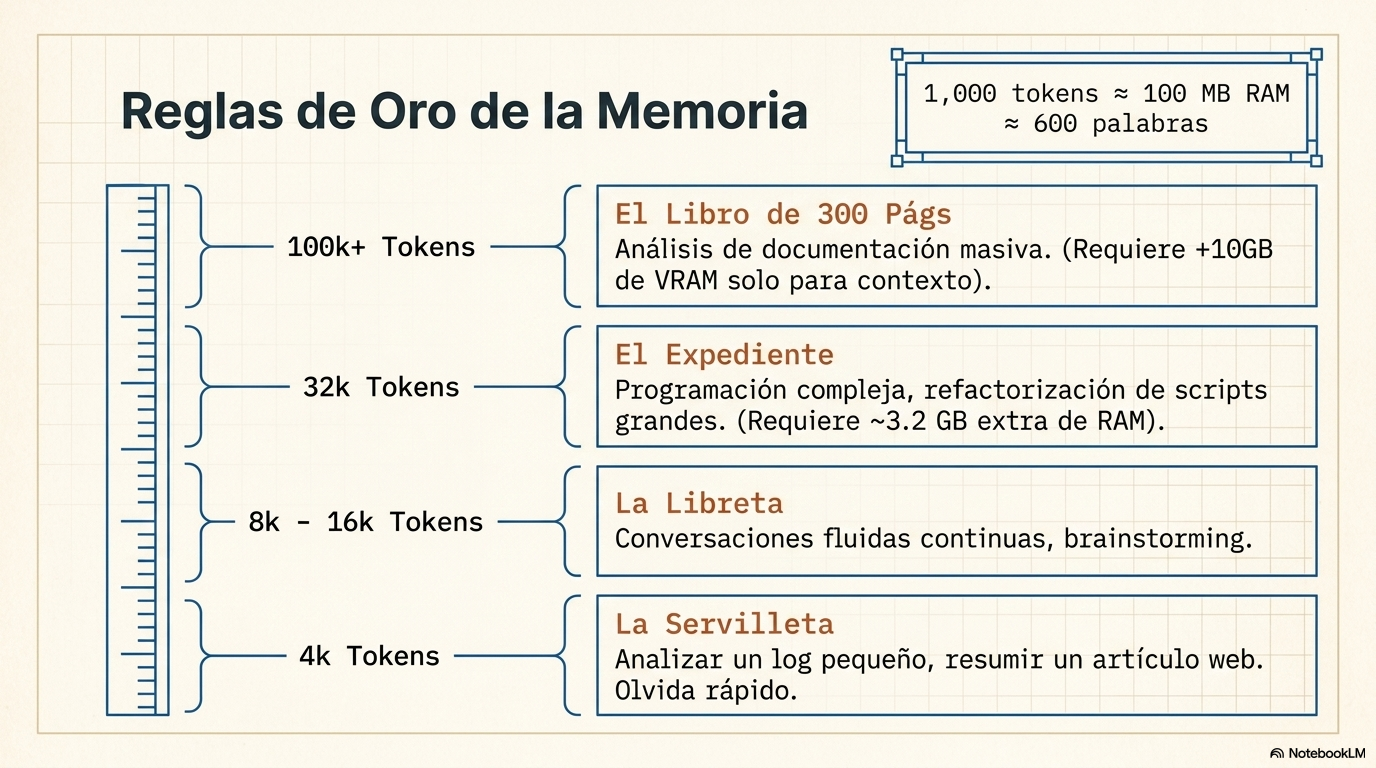 Reglas de Oro de la Memoria
1,000 tokens ≈ 100 MB RAM
≈ 600 palabras
100k+ Tokens
El Libro de 300 Págs
Análisis de documentación masiva. (Requiere +10GB
de VRAM solo para contexto).
32k Tokens
El Expediente
Programación compleja, refactorización de scripts
grandes. (Requiere ~3.2 GB extra de RAM).
8k – 16k Tokens
La Libreta
Conversaciones fluidas continuas, brainstorming.
4k Tokens
La Servilleta
Analizar un log pequeño, resumir un artículo web.
Olvida rápido.
NotebookLM